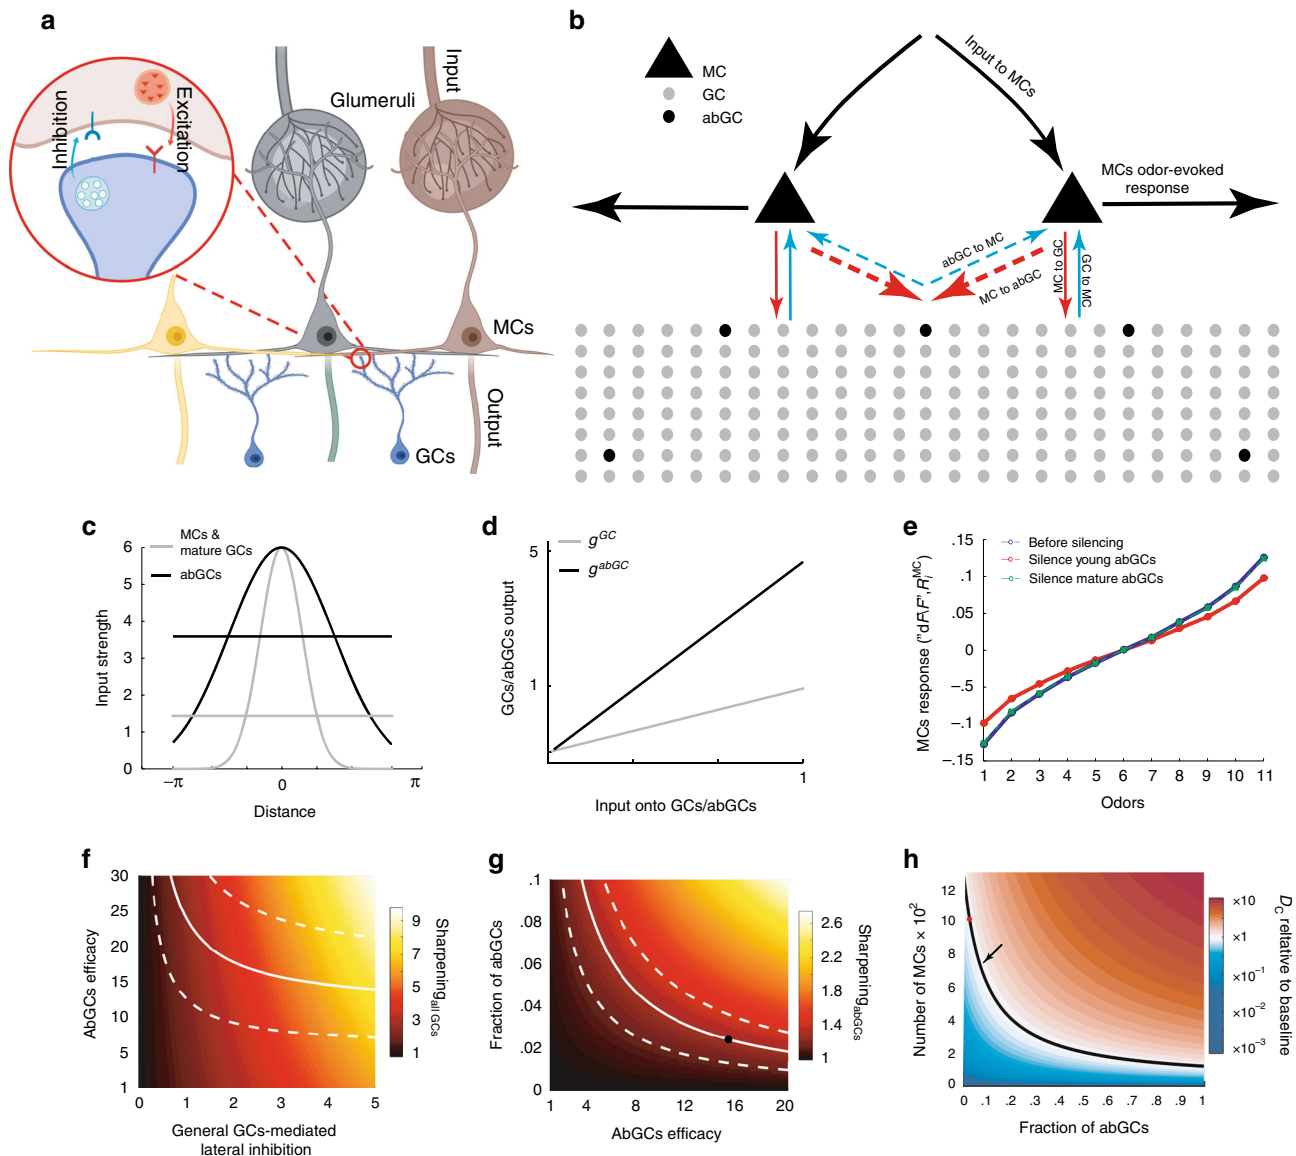 a
Inhibition
Excitation
Glumeruli
Input
MCs
Output
GCs
b
MC
GC
abGC
Input to MCs
MCs odor-evoked
response
abGC to MC
MC to abGC
MC to GC
GC to MC
c
MCs &
mature GCs
abGCs
Input strength
6
5
4
3
2
1
0
−π
0
π
Distance
d
g^GC
g^abGC
GCs/abGCs output
5
1
1
Input onto GCs/abGCs
e
Before silencing
Silence young abGCs
Silence mature abGCs
MCs response ("dF\F", R_i^MC)
.15
.1
.05
0
−.5
−.1
−.15
1 2 3 4 5 6 7 8 9 10 11
Odors
f
AbGCs efficacy
30
25
20
15
10
5
1
0 1 2 3 4 5
General GCs-mediated
lateral inhibition
9
7
5
3
1
Sharpening_all GCs
g
Fraction of abGCs
.1
.08
.06
.04
.02
0
1 4 8 12 16 20
AbGCs efficacy
2.6
2.2
1.8
1.4
1
Sharpening_abGCs
h
Number of MCs × 10^2
12
10
8
6
4
2
0
0 .1 .2 .3 .4 .5 .6 .7 .8 .9 1
Fraction of abGCs
×10
×1
×10^-1
×10^-2
×10^-3
D_C reltative to baseline